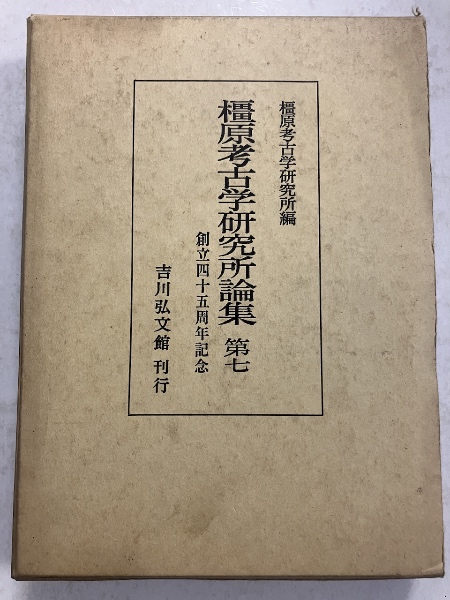 橿原考古学研究所編
橿原考古学研究所論集 第七
創立四十五周年記念
吉川弘文館 刊行